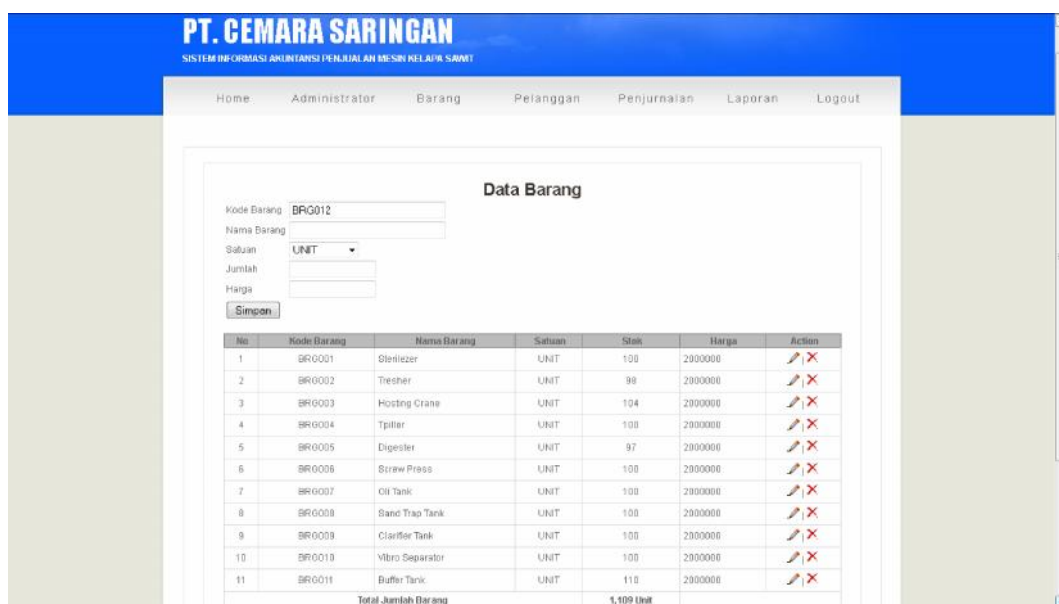 PT. CEMARA SARINGAN
SISTEM INFORMASI AKUNTANSI PENJUALAN MESIN KELAPA SAWIT
Home Administrator Barang Pelanggan Penjurnalan Laporan Logout
Data Barang
Kode Barang BRG012
Nama Barang
Satuan UNIT
Jumlah
Harga
Simpan
No Kode Barang Nama Barang Satuan Stok Harga Action
1 BRG001 Sterilezer UNIT 100 2000000
2 BRG002 Tresher UNIT 98 2000000
3 BRG003 Hosting Crane UNIT 104 2000000
4 BRG004 Tpiller UNIT 100 2000000
5 BRG005 Digester UNIT 97 2000000
6 BRG006 Screw Press UNIT 100 2000000
7 BRG007 Oli Tank UNIT 100 2000000
8 BRG008 Sand Trap Tank UNIT 100 2000000
9 BRG009 Clarifier Tank UNIT 100 2000000
10 BRG010 Vibro Separator UNIT 100 2000000
11 BRG011 Buffer Tank UNIT 110 2000000
Total Jumlah Barang 1,109 Unit